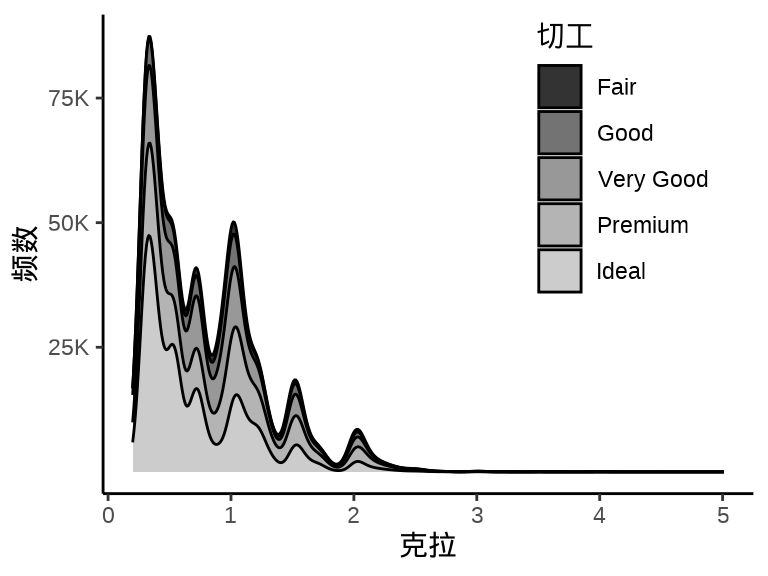 切工
Fair
Good
Very Good
Premium
Ideal
75K
50K
25K
频数
0 1 2 3 4 5
克拉